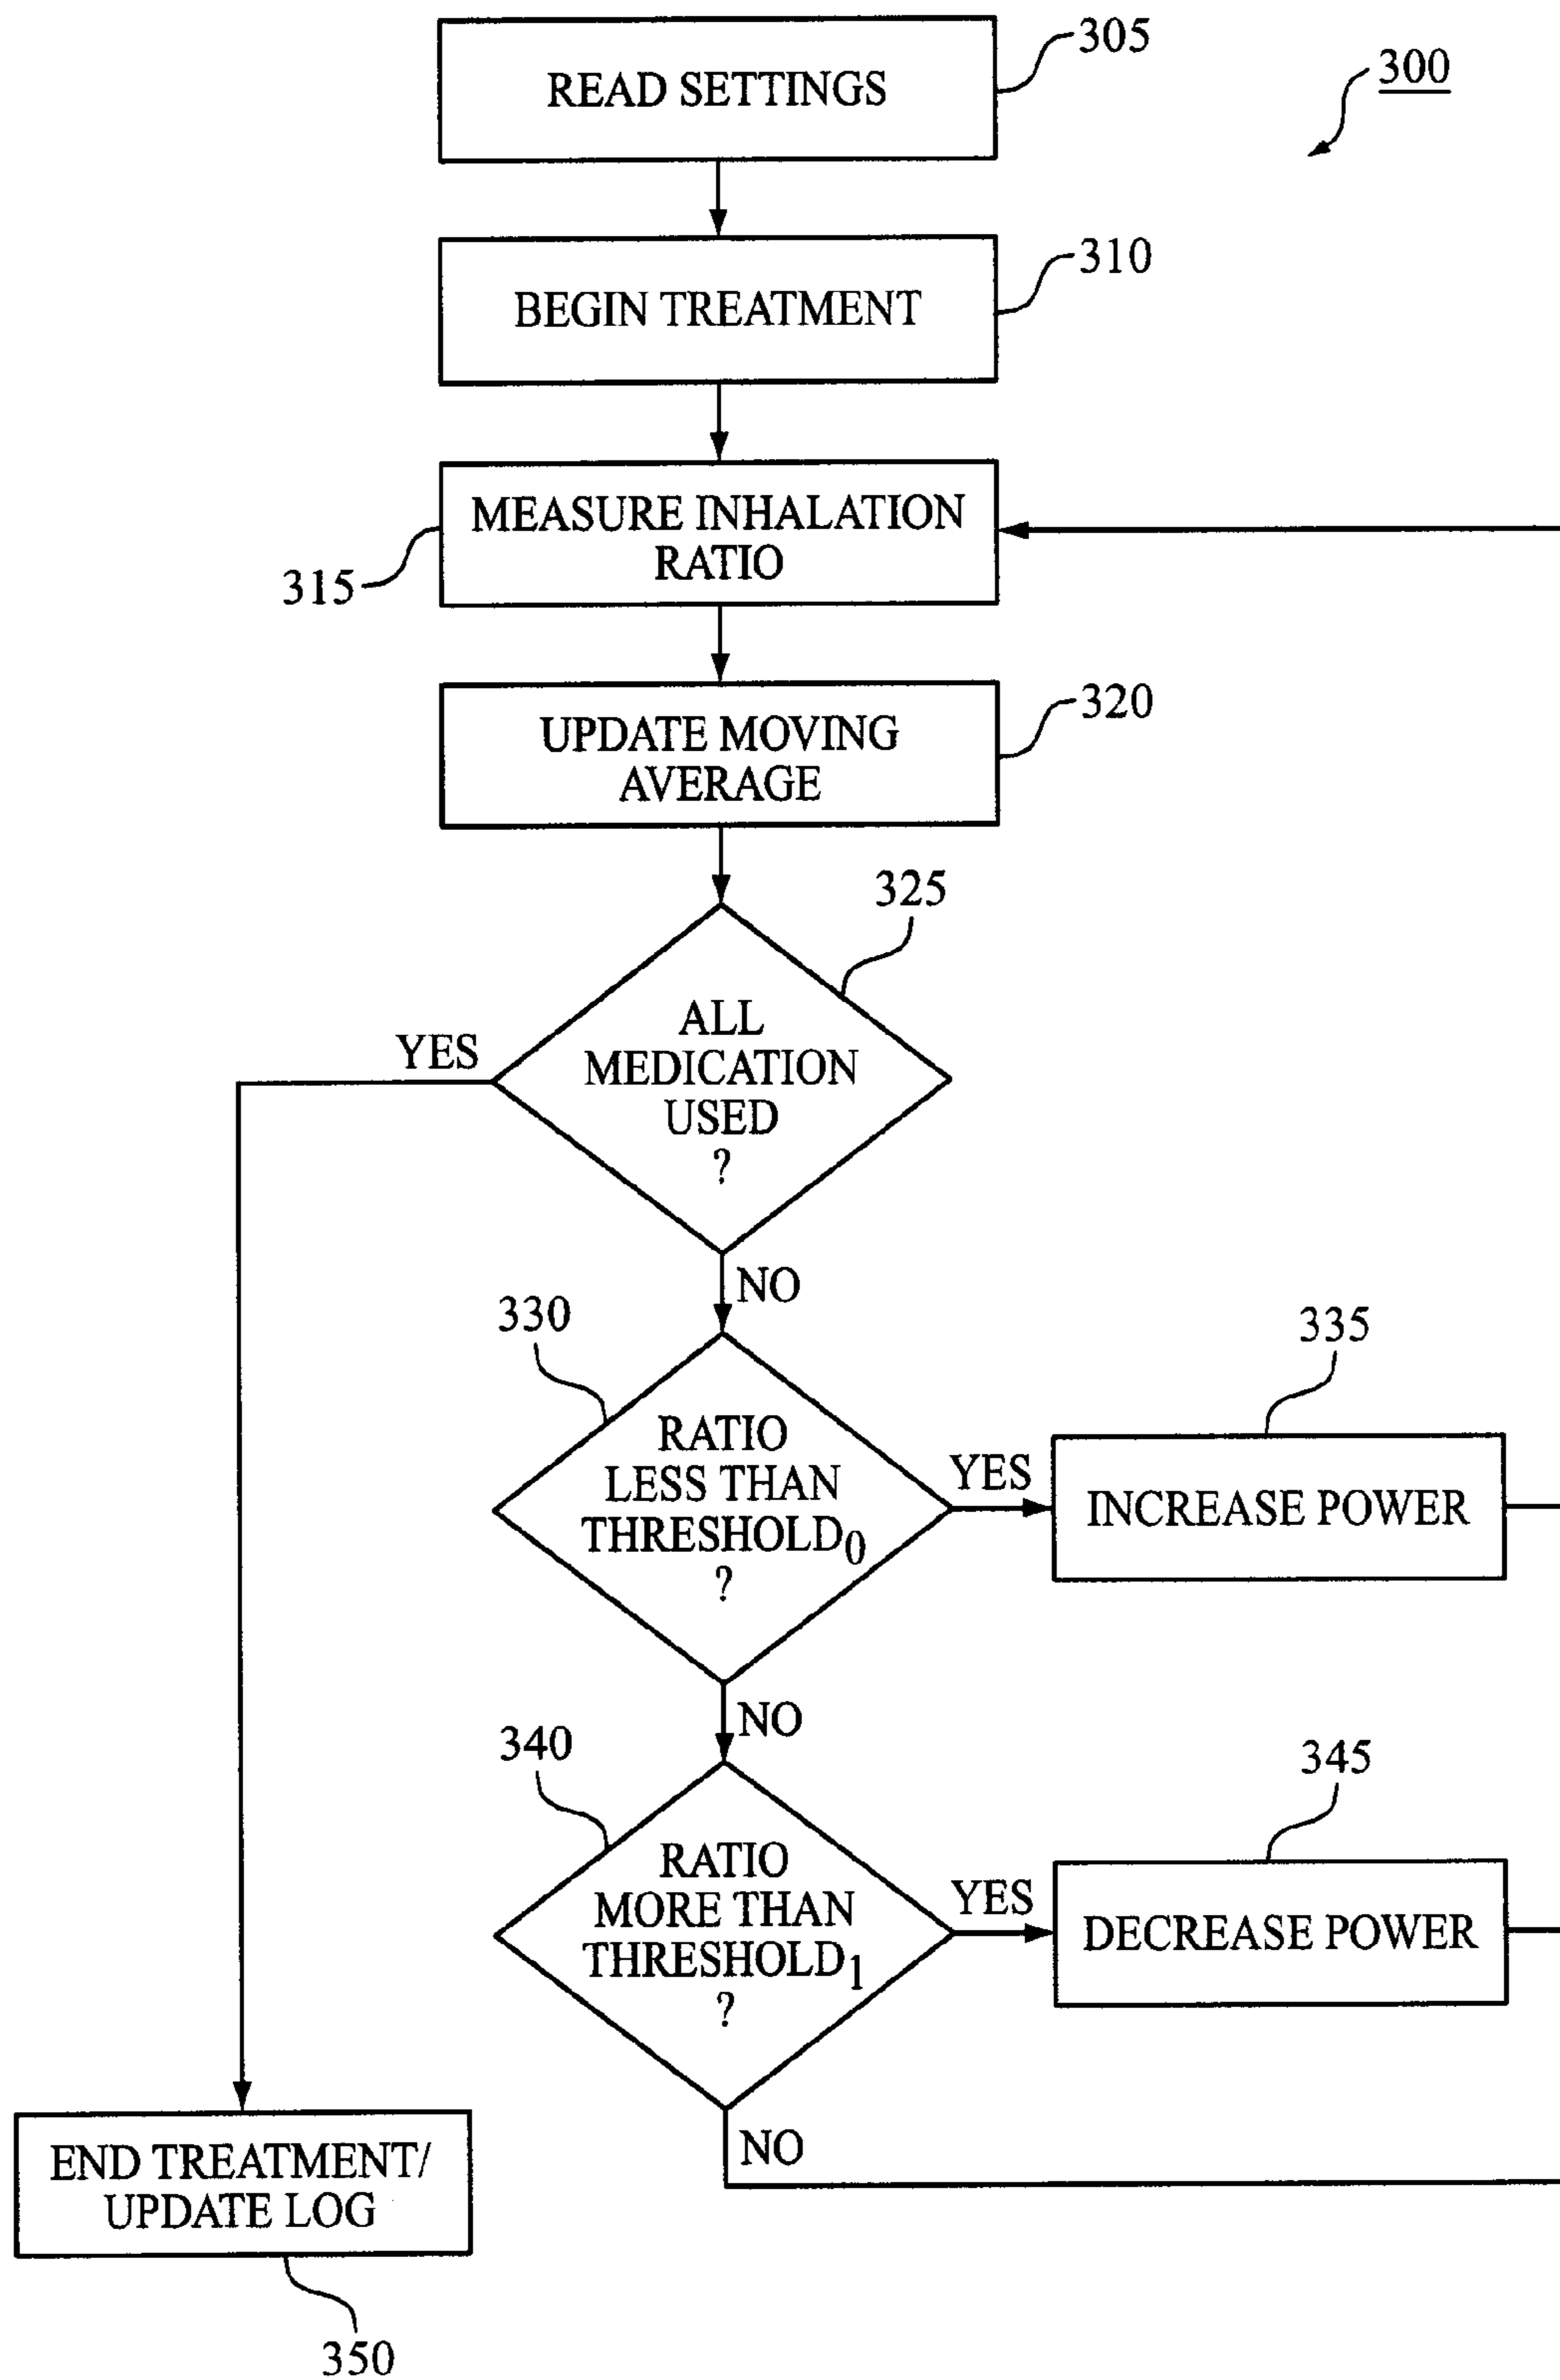 305
300
READ SETTINGS
310
BEGIN TREATMENT
MEASURE INHALATION
RATIO
315
320
UPDATE MOVING
AVERAGE
325
ALL
MEDICATION
USED
?
YES
NO
330
335
RATIO
LESS THAN
THRESHOLD0
?
YES
INCREASE POWER
NO
340
345
RATIO
MORE THAN
THRESHOLD1
?
YES
DECREASE POWER
NO
END TREATMENT/
UPDATE LOG
350